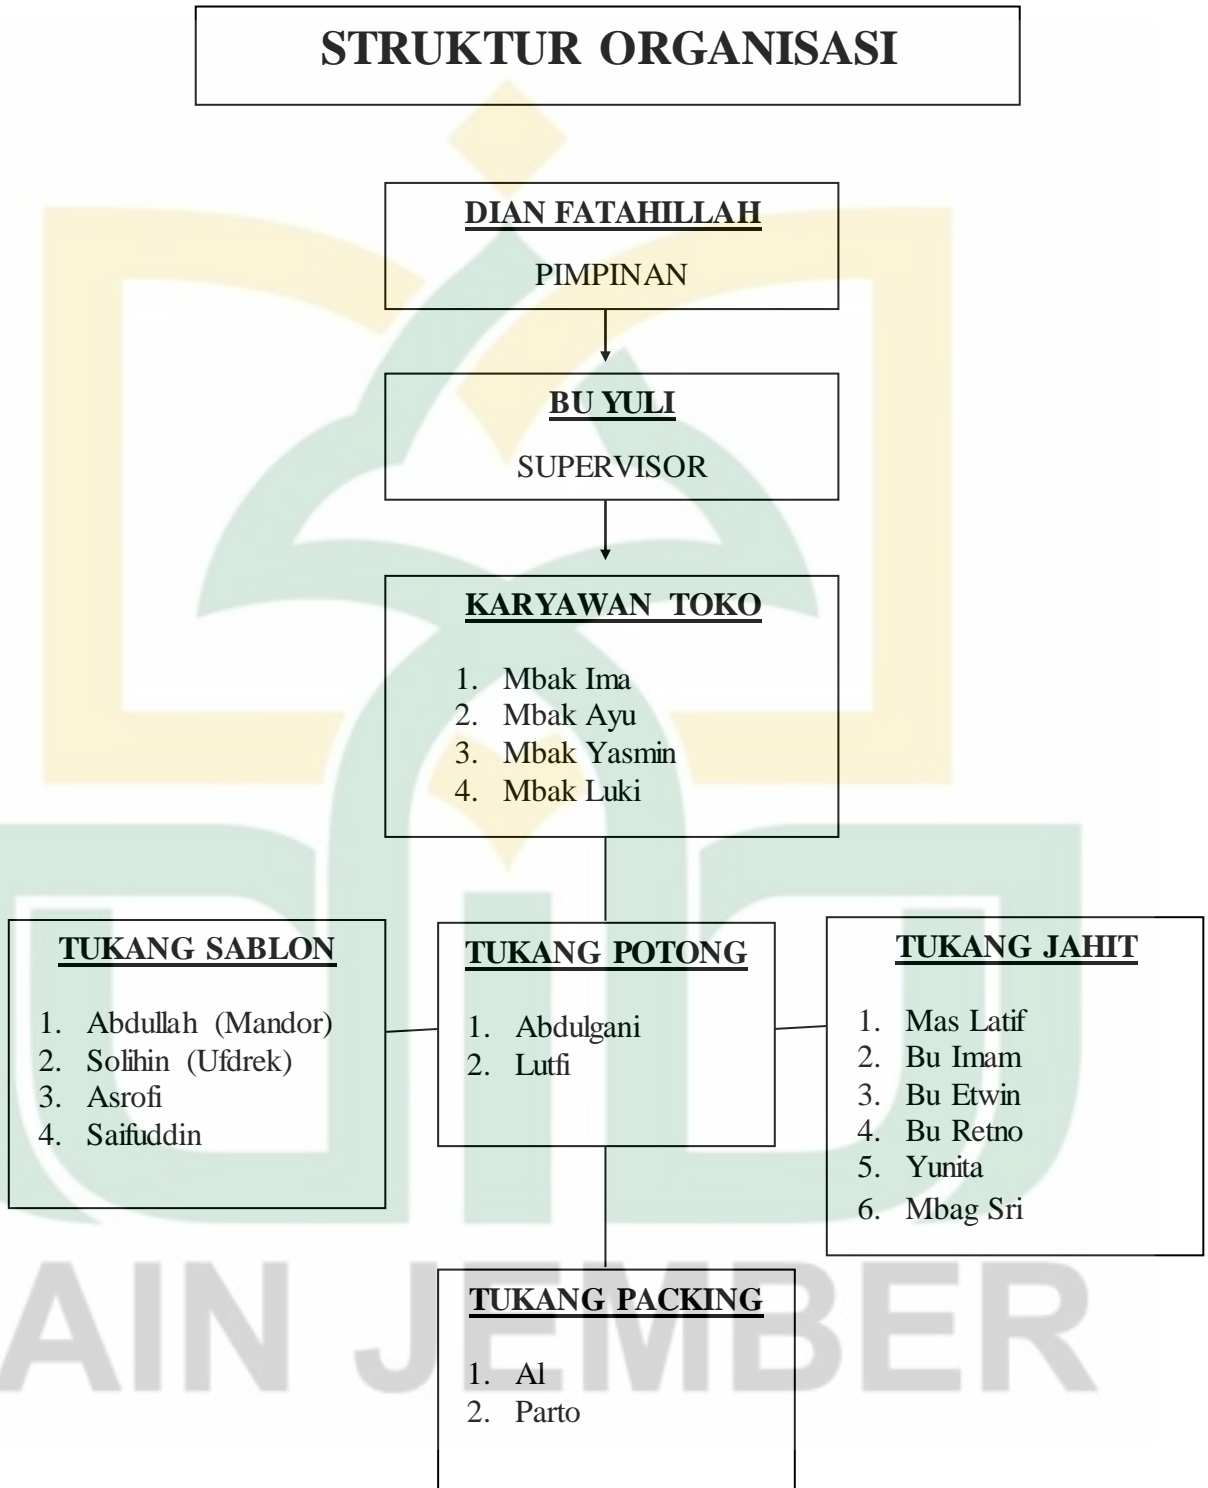 STRUKTUR ORGANISASI
DIAN FATAHILLAH
PIMPINAN
BU YULI
SUPERVISOR
KARYAWAN TOKO
1. Mbak Ima
2. Mbak Ayu
3. Mbak Yasmin
4. Mbak Luki
TUKANG SABLON
1. Abdullah (Mandor)
2. Solihin (Ufdrek)
3. Asrofi
4. Saifuddin
TUKANG POTONG
1. Abdulgani
2. Lutfi
TUKANG JAHIT
1. Mas Latif
2. Bu Imam
3. Bu Etwin
4. Bu Retno
5. Yunita
6. Mbag Sri
TUKANG PACKING
1. Al
2. Parto
AIN JEMBER